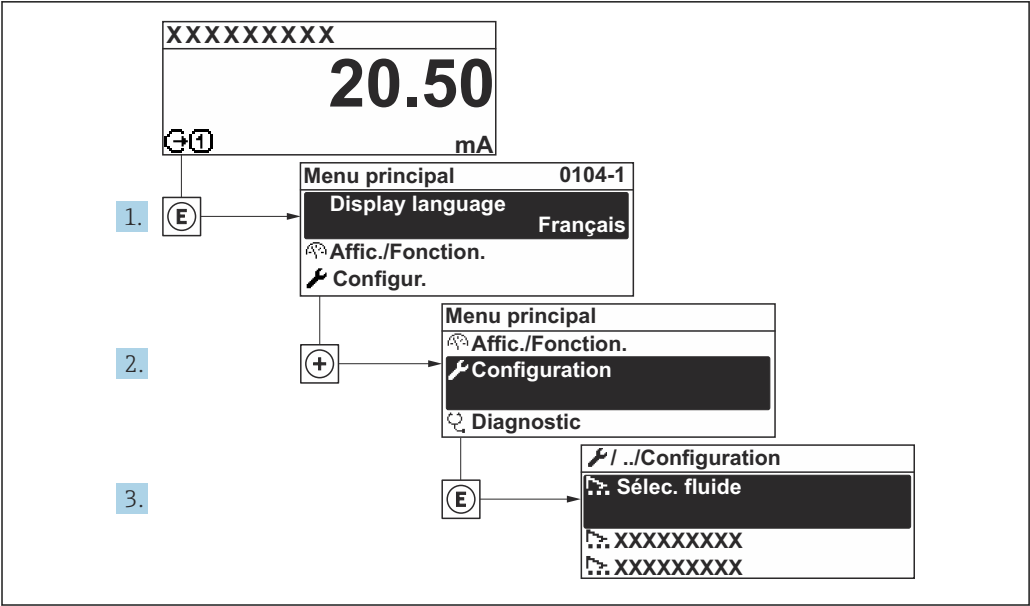 XXXXXXXXX
20.50
1 mA
Menu principal 0104-1
1. E Display language
Français
Affic./Fonction.
Configur.
Menu principal
Affic./Fonction.
2. + Configuration
Diagnostic
/ ../Configuration
3. E Sélec. fluide
XXXXXXXXX
XXXXXXXXX